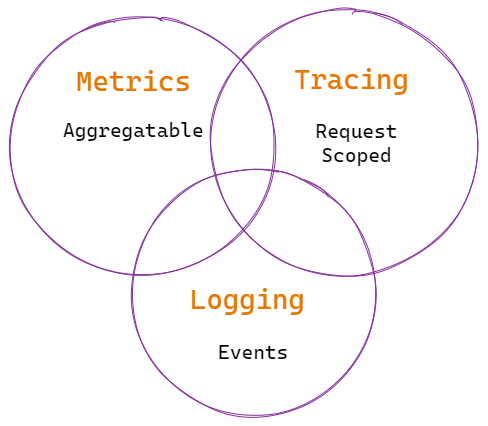 Metrics
Aggregatable
Tracing
Request
Scoped
Logging
Events